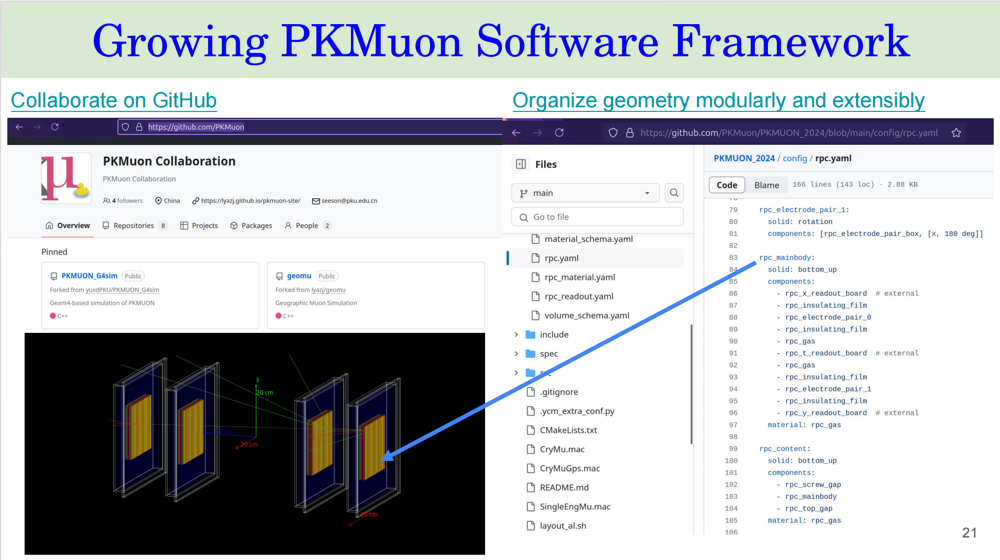 Growing PKMuon Software Framework
Collaborate on GitHub
https://github.com/PKMuon
PKMuon Collaboration
PKMuon Collaboration
4 followers China https://lyazj.github.io/pkmuon-site/ seeson@pku.edu.cn
Overview Repositories 8 Projects Packages People 2
Pinned
PKMUON_G4sim Public
Forked from yuxdPKU/PKMUON_G4sim
Geant4-based simulation of PKMUON
C++
geomu Public
Forked from lyazj/geomu
Geographic Muon Simulation
C++
y
20 cm
20 cm
x 20 cm
20 cm
Organize geometry modularly and extensibly
https://github.com/PKMuon/PKMUON_2024/blob/main/config/rpc.yaml
Files
main
Go to file
material_schema.yaml
rpc.yaml
rpc_material.yaml
rpc_readout.yaml
volume_schema.yaml
include
spec
src
.gitignore
.ycm_extra_conf.py
CMakeLists.txt
CryMu.mac
CryMuGps.mac
README.md
SingleEngMu.mac
layout_al.sh
PKMUON_2024 / config / rpc.yaml
Code Blame 166 lines (143 loc) · 2.88 KB
79 rpc_electrode_pair_1:
80 solid: rotation
81 components: [rpc_electrode_pair_box, [x, 180 deg]]
82
83 rpc_mainbody:
84 solid: bottom_up
85 components:
86 - rpc_x_readout_board # external
87 - rpc_insulating_film
88 - rpc_electrode_pair_0
89 - rpc_insulating_film
90 - rpc_gas
91 - rpc_t_readout_board # external
92 - rpc_gas
93 - rpc_insulating_film
94 - rpc_electrode_pair_1
95 - rpc_insulating_film
96 - rpc_y_readout_board # external
97 material: rpc_gas
98
99 rpc_content:
100 solid: bottom_up
101 components:
102 - rpc_screw_gap
103 - rpc_mainbody
104 - rpc_top_gap
105 material: rpc_gas
106
21